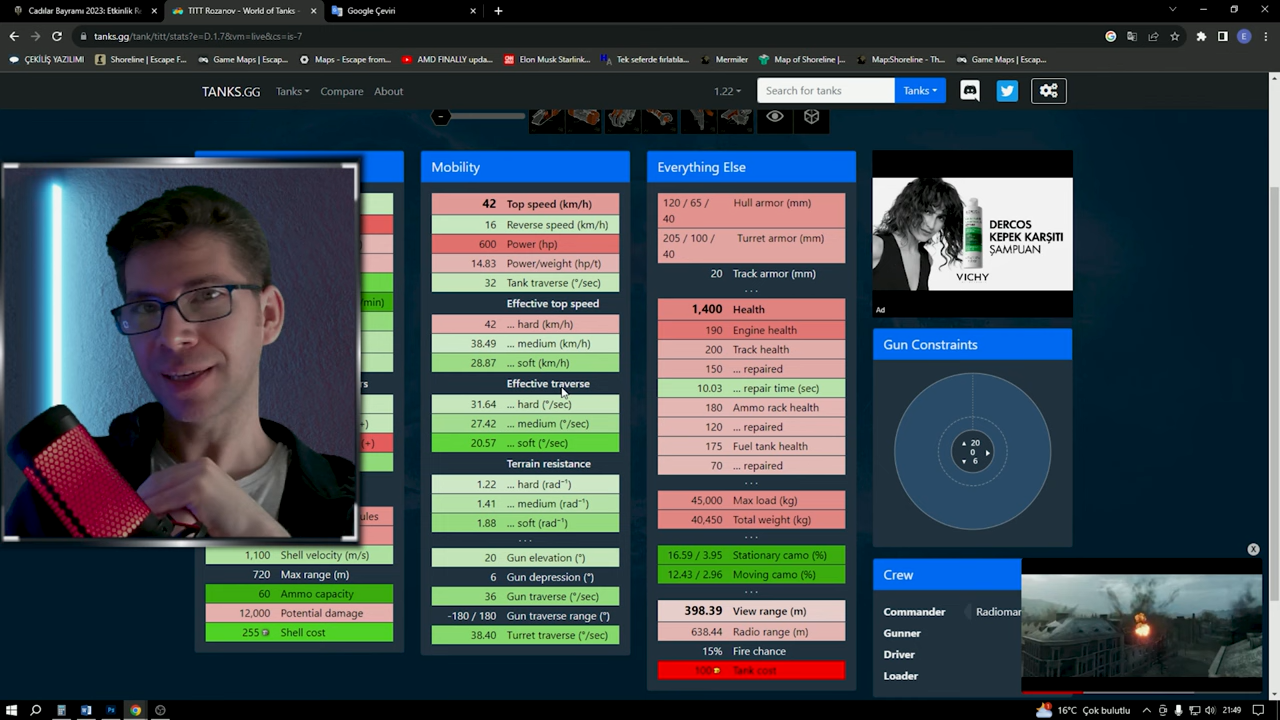 Cadılar Bayramı 2023: Etkinlik R
TITT Rozanov - World of Tanks -
Google Çeviri
tanks.gg/tank/titt/stats?e=D.1.7&vm=live&cs=is-7
E
ÇEKİLİŞ YAZILIMI
Shoreline | Escape F...
Game Maps | Escap...
Maps - Escape from...
AMD FINALLY upda...
Elon Musk Starlink...
Tek seferde fırlatıla...
Mermiler
Map of Shoreline |...
Map:Shoreline - Th...
Game Maps | Escap...
TANKS.GG
Tanks
Compare
About
1.22
Search for tanks
Tanks
/min)
rs
+)
(+)
ules
1,100 Shell velocity (m/s)
720 Max range (m)
60 Ammo capacity
12,000 Potential damage
255 Shell cost
Mobility
42 Top speed (km/h)
16 Reverse speed (km/h)
600 Power (hp)
14.83 Power/weight (hp/t)
32 Tank traverse (°/sec)
Effective top speed
42 ... hard (km/h)
38.49 ... medium (km/h)
28.87 ... soft (km/h)
Effective traverse
31.64 ... hard (°/sec)
27.42 ... medium (°/sec)
20.57 ... soft (°/sec)
Terrain resistance
1.22 ... hard (rad⁻¹)
1.41 ... medium (rad⁻¹)
1.88 ... soft (rad⁻¹)
...
20 Gun elevation (°)
6 Gun depression (°)
36 Gun traverse (°/sec)
-180 / 180 Gun traverse range (°)
38.40 Turret traverse (°/sec)
Everything Else
120 / 65 / Hull armor (mm)
40
205 / 100 / Turret armor (mm)
40
20 Track armor (mm)
...
1,400 Health
190 Engine health
200 Track health
150 ... repaired
10.03 ... repair time (sec)
180 Ammo rack health
120 ... repaired
175 Fuel tank health
70 ... repaired
...
45,000 Max load (kg)
40,450 Total weight (kg)
...
16.59 / 3.95 Stationary camo (%)
12.43 / 2.96 Moving camo (%)
...
398.39 View range (m)
638.44 Radio range (m)
15% Fire chance
100 Tank cost
DERCOS
KEPEK KARŞITI
ŞAMPUAN
VICHY
Ad
Gun Constraints
20
0
6
X
Crew
Commander Radioman
Gunner
Driver
Loader
16°C Çok bulutlu
21:49